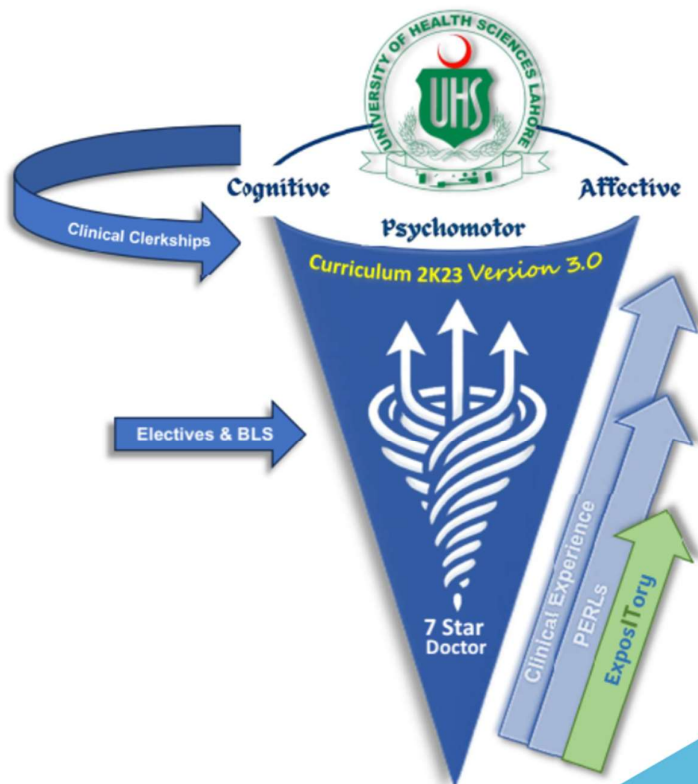 UNIVERSITY OF HEALTH SCIENCES LAHORE
UHS
Cognitive
Affective
Psychomotor
Clinical Clerkships
Curriculum 2K23 Version 3.0
Electives & BLS
7 Star
Doctor
Clinical Experience
PERLs
ExposITory